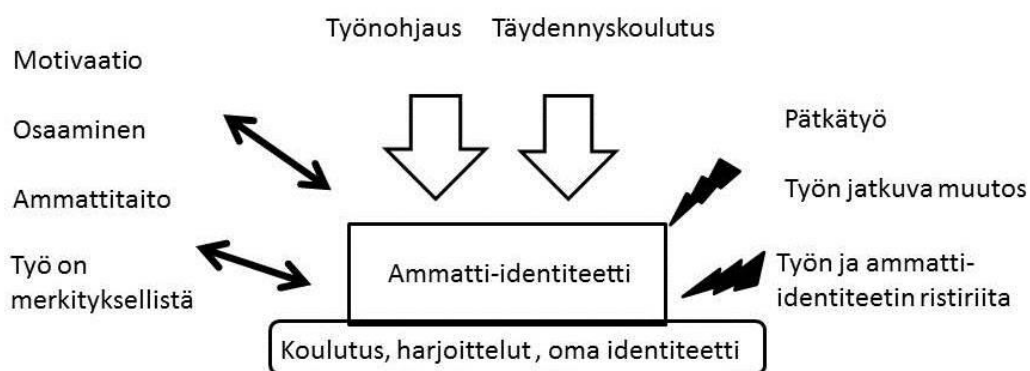 Työnohjaus
Täydennyskoulutus
Motivaatio
Osaaminen
Ammattitaito
Työ on
merkityksellistä
Ammatti-identiteetti
Koulutus, harjoittelut , oma identiteetti
Pätkätyö
Työn jatkuva muutos
Työn ja ammatti-
identiteetin ristiriita